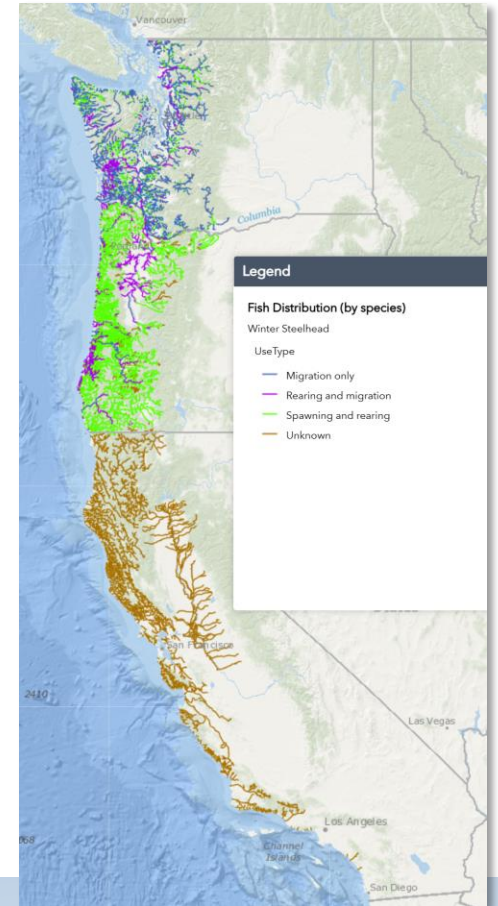 Vancouver
Columbia
Legend
Fish Distribution (by species)
Winter Steelhead
UseType
Migration only
Rearing and migration
Spawning and rearing
Unknown
San Francisco
2410
Las Vegas
Los Angeles
Channel
Islands
San Diego